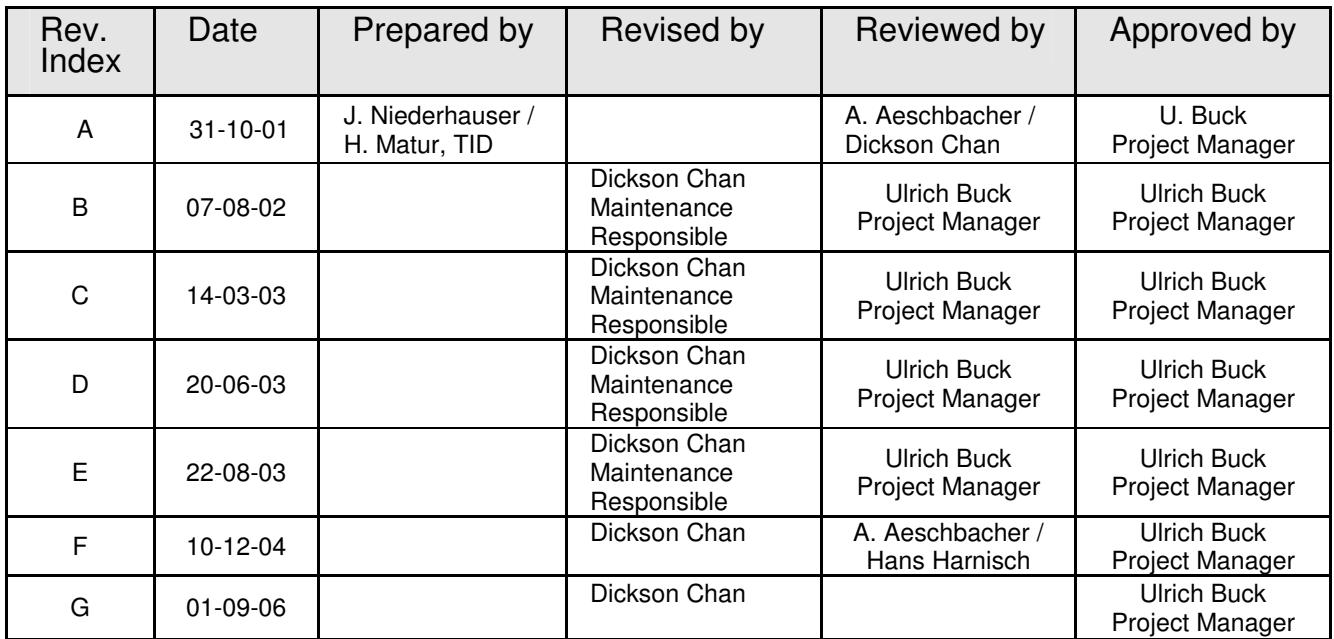 Rev. Index Date Prepared by Revised by Reviewed by Approved by
A 31-10-01 J. Niederhauser / H. Matur, TID A. Aeschbacher / Dickson Chan U. Buck Project Manager
B 07-08-02 Dickson Chan Maintenance Responsible Ulrich Buck Project Manager Ulrich Buck Project Manager
C 14-03-03 Dickson Chan Maintenance Responsible Ulrich Buck Project Manager Ulrich Buck Project Manager
D 20-06-03 Dickson Chan Maintenance Responsible Ulrich Buck Project Manager Ulrich Buck Project Manager
E 22-08-03 Dickson Chan Maintenance Responsible Ulrich Buck Project Manager Ulrich Buck Project Manager
F 10-12-04 Dickson Chan A. Aeschbacher / Hans Harnisch Ulrich Buck Project Manager
G 01-09-06 Dickson Chan Ulrich Buck Project Manager